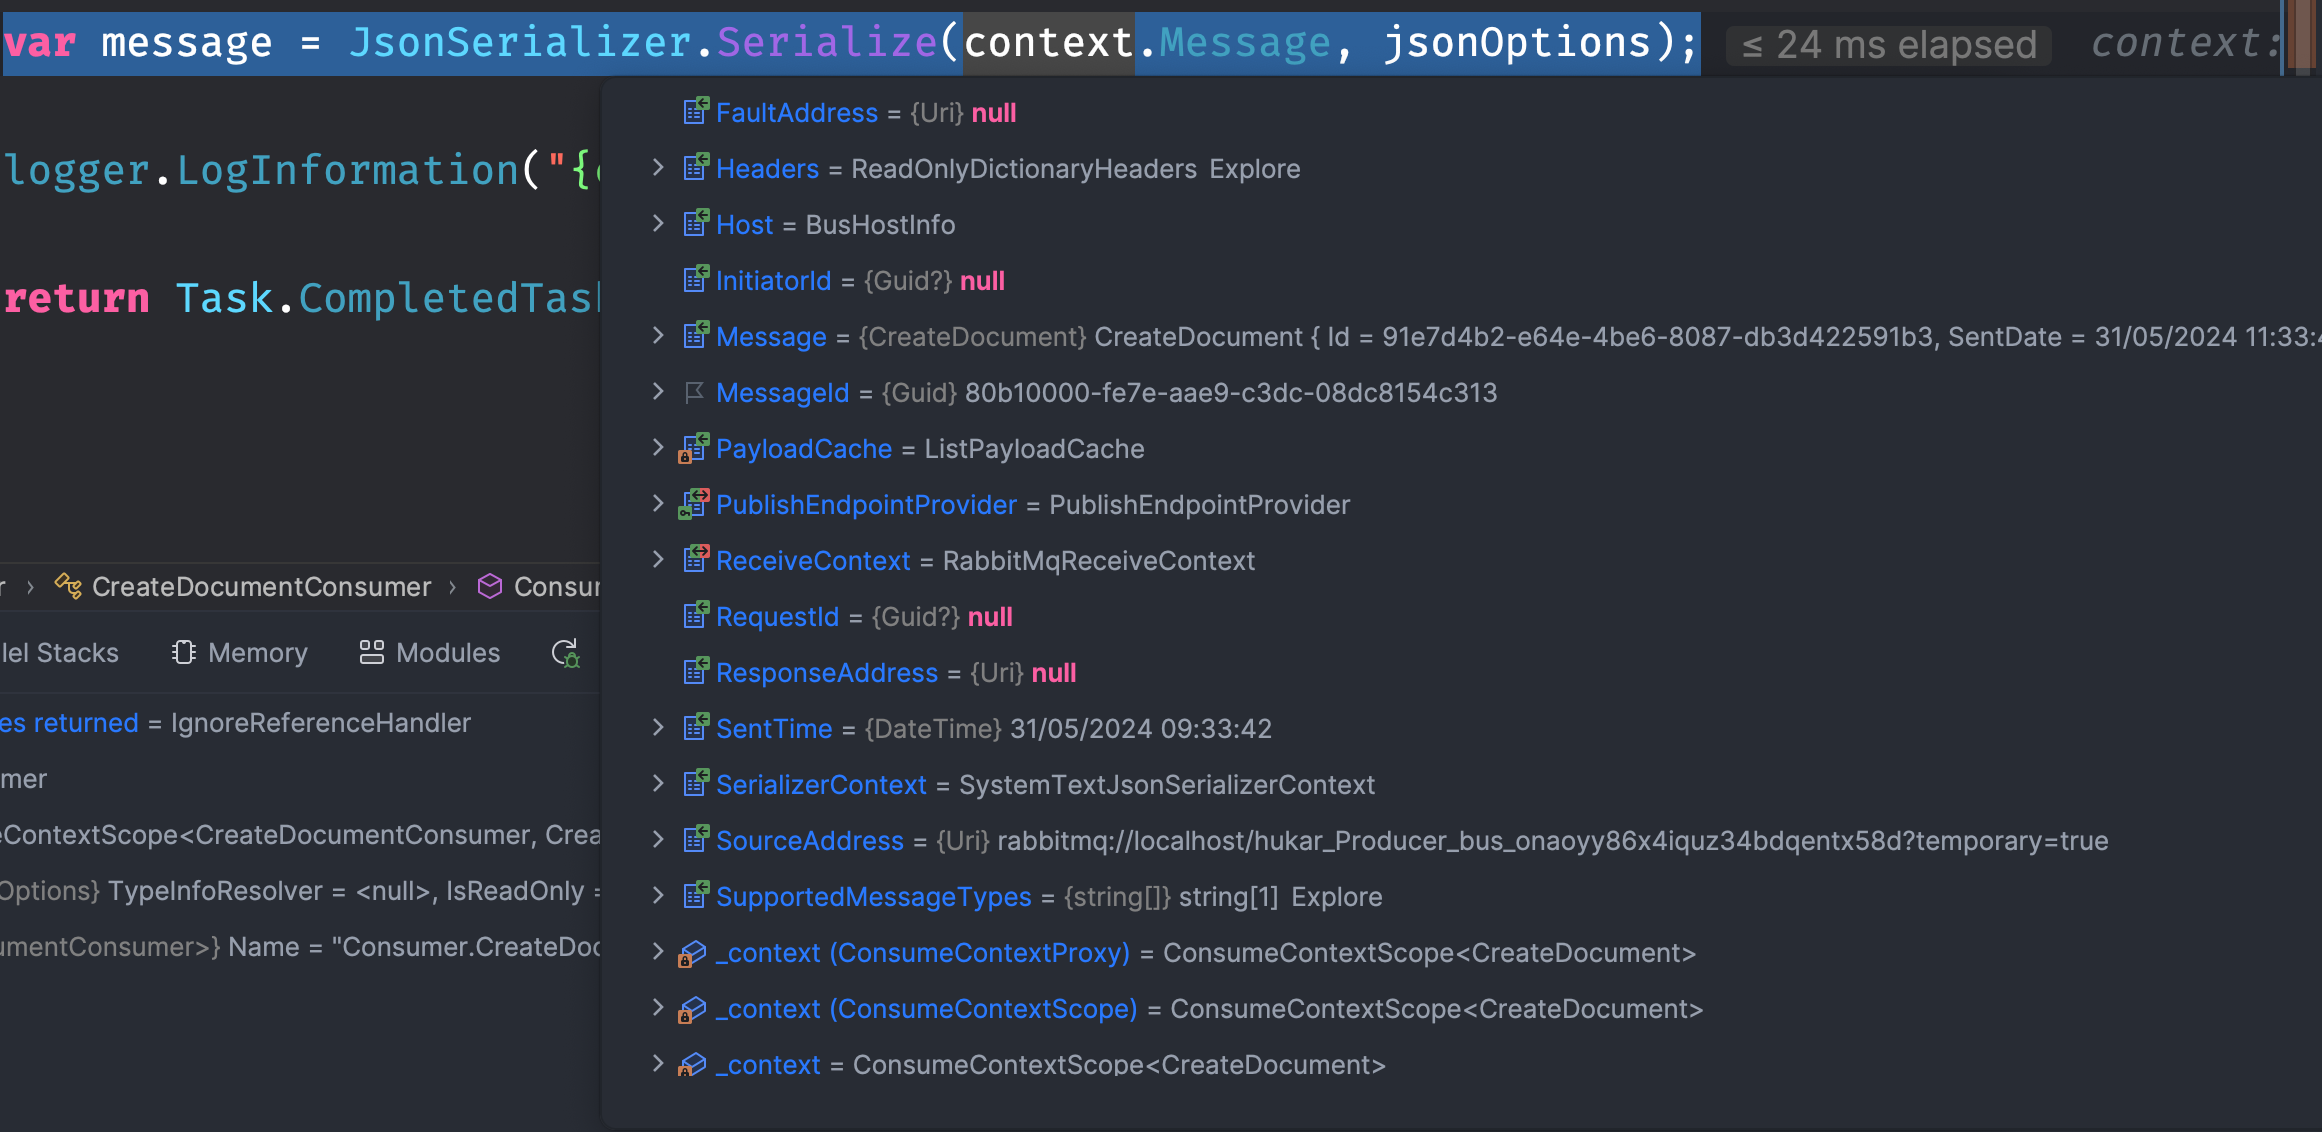 var message = JsonSerializer.Serialize(context.Message, jsonOptions); ≤ 24 ms elapsed context:
FaultAddress = {Uri} null
logger.LogInformation("{
Headers = ReadOnlyDictionaryHeaders Explore
Host = BusHostInfo
InitiatorId = {Guid?} null
return Task.CompletedTask
Message = {CreateDocument} CreateDocument { Id = 91e7d4b2-e64e-4be6-8087-db3d422591b3, SentDate = 31/05/2024 11:33:4
MessageId = {Guid} 80b10000-fe7e-aae9-c3dc-08dc8154c313
PayloadCache = ListPayloadCache
PublishEndpointProvider = PublishEndpointProvider
ReceiveContext = RabbitMqReceiveContext
r › CreateDocumentConsumer › Consum
RequestId = {Guid?} null
lel Stacks Memory Modules
ResponseAddress = {Uri} null
es returned = IgnoreReferenceHandler
SentTime = {DateTime} 31/05/2024 09:33:42
mer
SerializerContext = SystemTextJsonSerializerContext
eContextScope<CreateDocumentConsumer, Crea
SourceAddress = {Uri} rabbitmq://localhost/hukar_Producer_bus_onaoyy86x4iquz34bdqentx58d?temporary=true
Options} TypeInfoResolver = <null>, IsReadOnly =
SupportedMessageTypes = {string[]} string[1] Explore
umentConsumer>} Name = "Consumer.CreateDoc
_context (ConsumeContextProxy) = ConsumeContextScope<CreateDocument>
_context (ConsumeContextScope) = ConsumeContextScope<CreateDocument>
_context = ConsumeContextScope<CreateDocument>